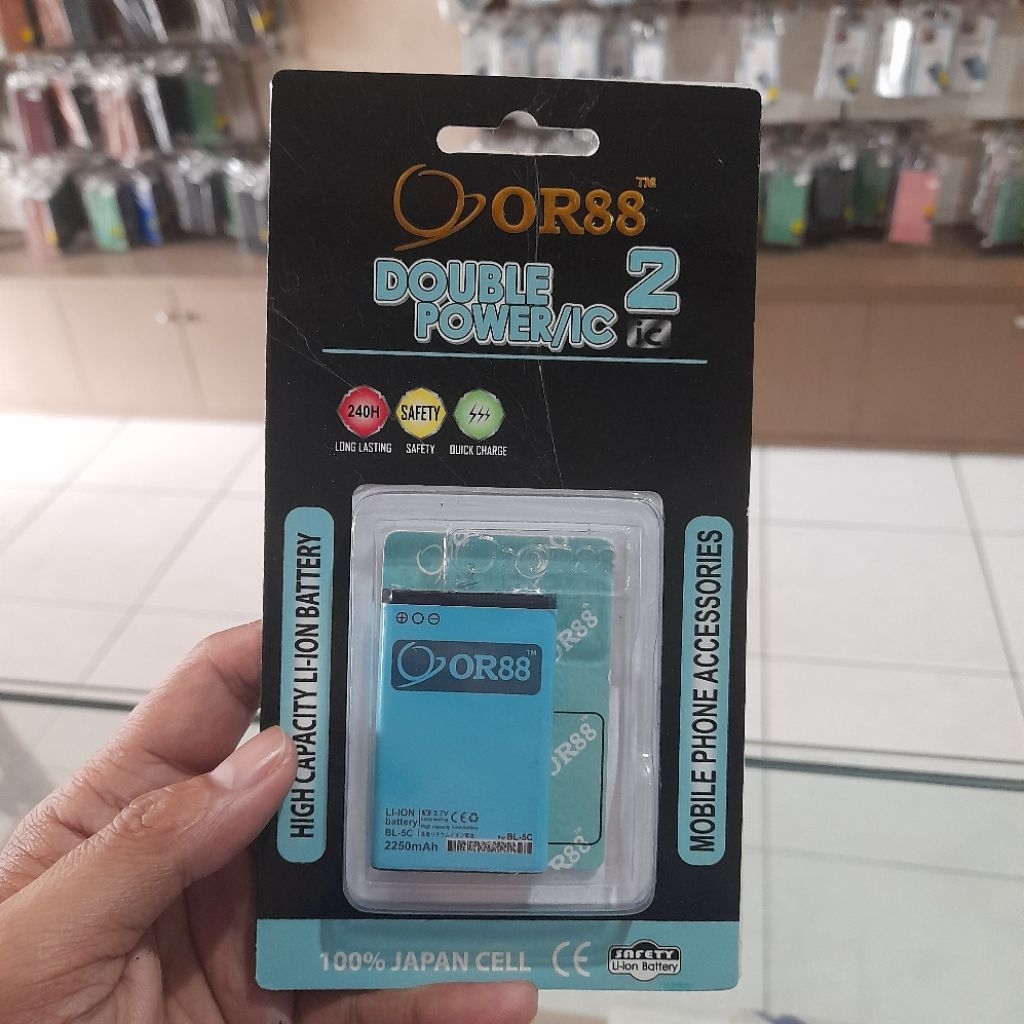 OR88™
DOUBLE
POWER/IC
2
ic
240H
SAFETY
LONG LASTING
SAFETY
QUICK CHARGE
HIGH CAPACITY LI-ION BATTERY
MOBILE PHONE ACCESSORIES
OR88™
OR88
OR88
OR88
LI-ION
battery
BL-5C
2250mAh
3.7V
CE
For BL-5C
100% JAPAN CELL
CE
SAFETY
Li-Ion Battery